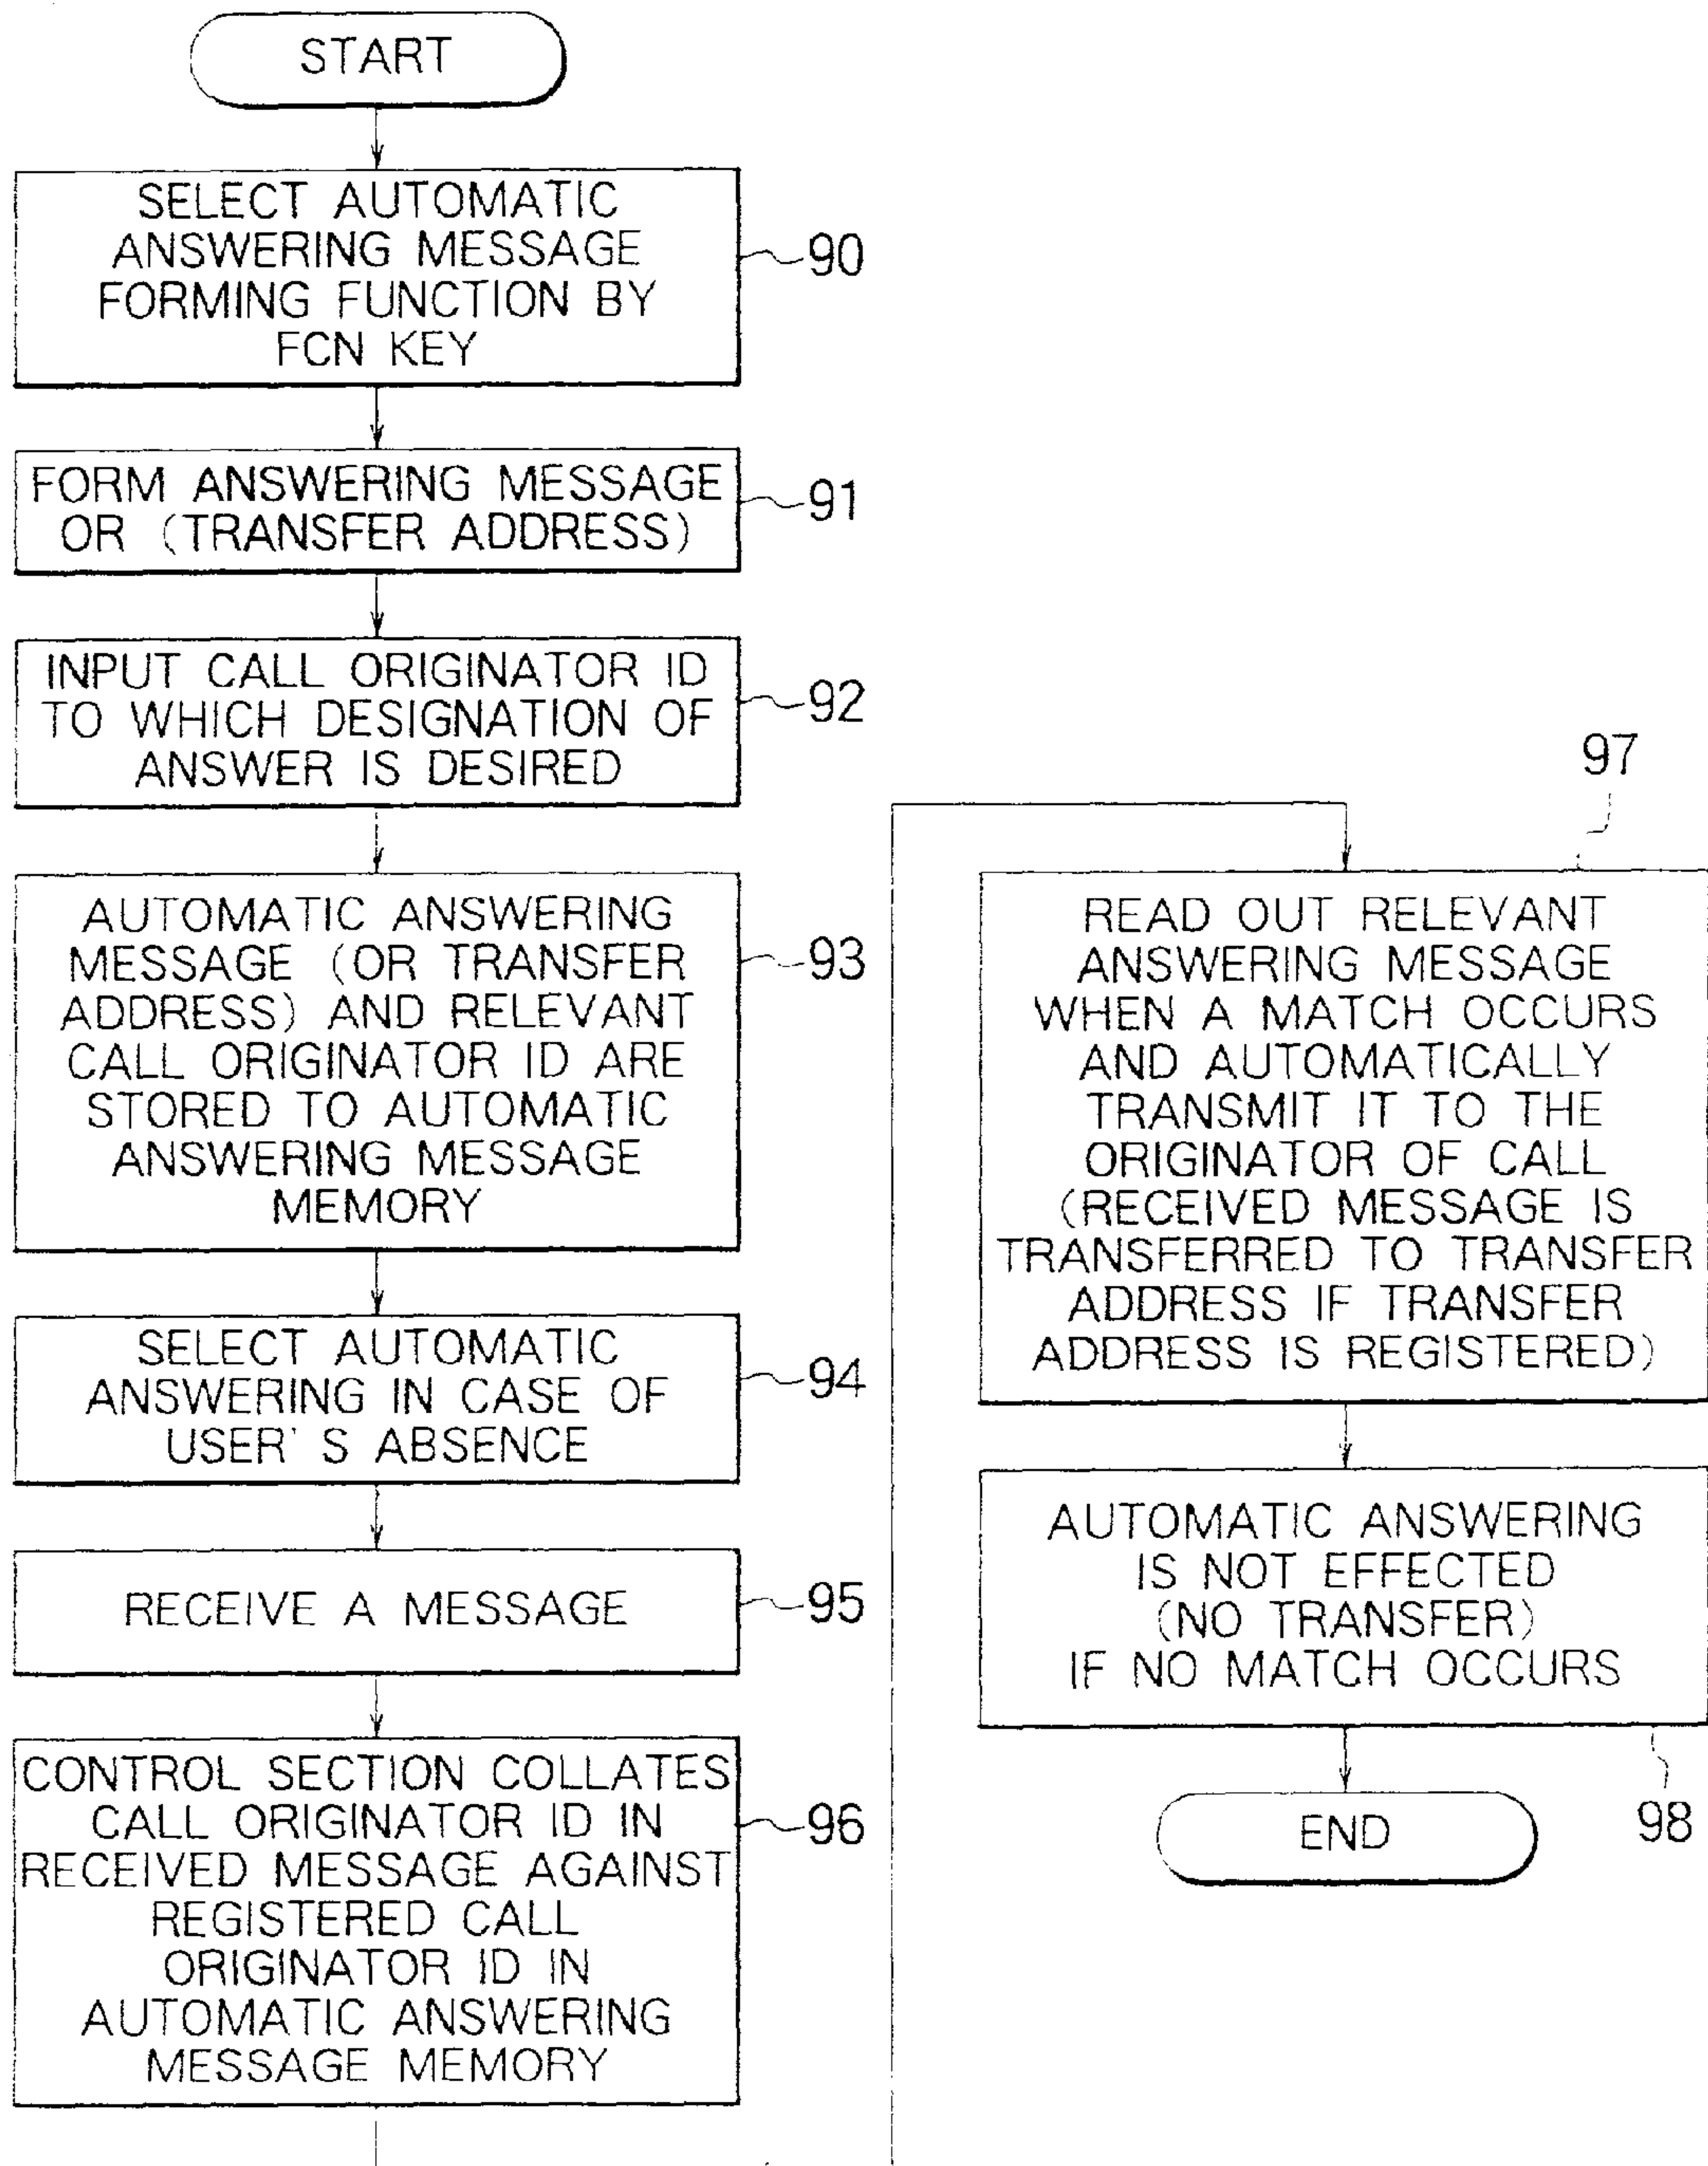 START
SELECT AUTOMATIC
ANSWERING MESSAGE
FORMING FUNCTION BY
FCN KEY
90
FORM ANSWERING MESSAGE
OR (TRANSFER ADDRESS)
91
INPUT CALL ORIGINATOR ID
TO WHICH DESIGNATION OF
ANSWER IS DESIRED
92
AUTOMATIC ANSWERING
MESSAGE (OR TRANSFER
ADDRESS) AND RELEVANT
CALL ORIGINATOR ID ARE
STORED TO AUTOMATIC
ANSWERING MESSAGE
MEMORY
93
SELECT AUTOMATIC
ANSWERING IN CASE OF
USER'S ABSENCE
94
RECEIVE A MESSAGE
95
CONTROL SECTION COLLATES
CALL ORIGINATOR ID IN
RECEIVED MESSAGE AGAINST
REGISTERED CALL
ORIGINATOR ID IN
AUTOMATIC ANSWERING
MESSAGE MEMORY
96
97
READ OUT RELEVANT
ANSWERING MESSAGE
WHEN A MATCH OCCURS
AND AUTOMATICALLY
TRANSMIT IT TO THE
ORIGINATOR OF CALL
(RECEIVED MESSAGE IS
TRANSFERRED TO TRANSFER
ADDRESS IF TRANSFER
ADDRESS IS REGISTERED)
AUTOMATIC ANSWERING
IS NOT EFFECTED
(NO TRANSFER)
IF NO MATCH OCCURS
98
END